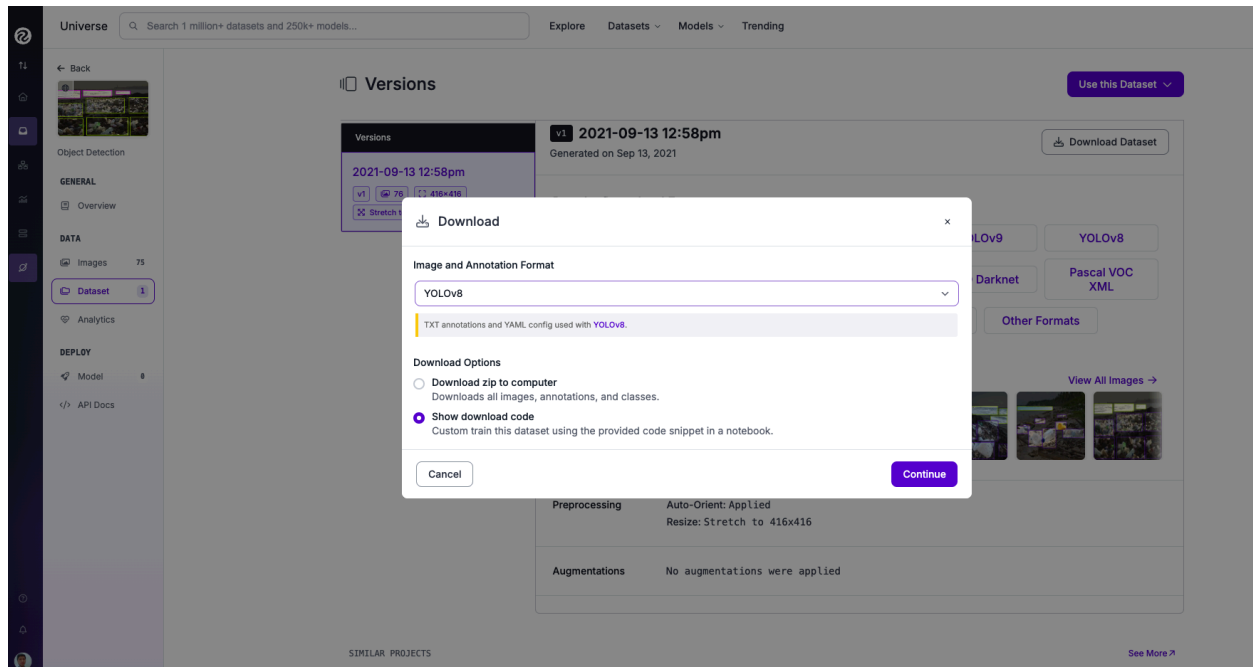 Universe
Search 1 million+ datasets and 250k+ models...
Explore Datasets Models Trending
← Back
Object Detection
GENERAL
Overview
DATA
Images 75
Dataset 1
Analytics
DEPLOY
Model 0
</> API Docs
Versions
Use this Dataset
Versions
2021-09-13 12:58pm
v1 76 416×416
Stretch t
v1 2021-09-13 12:58pm
Generated on Sep 13, 2021
Download Dataset
Download
×
Image and Annotation Format
YOLOv8
TXT annotations and YAML config used with YOLOv8.
Download Options
Download zip to computer
Downloads all images, annotations, and classes.
Show download code
Custom train this dataset using the provided code snippet in a notebook.
Cancel
Continue
LOv9
YOLOv8
Darknet
Pascal VOC
XML
Other Formats
View All Images →
Preprocessing
Auto-Orient: Applied
Resize: Stretch to 416x416
Augmentations
No augmentations were applied
SIMILAR PROJECTS
See More